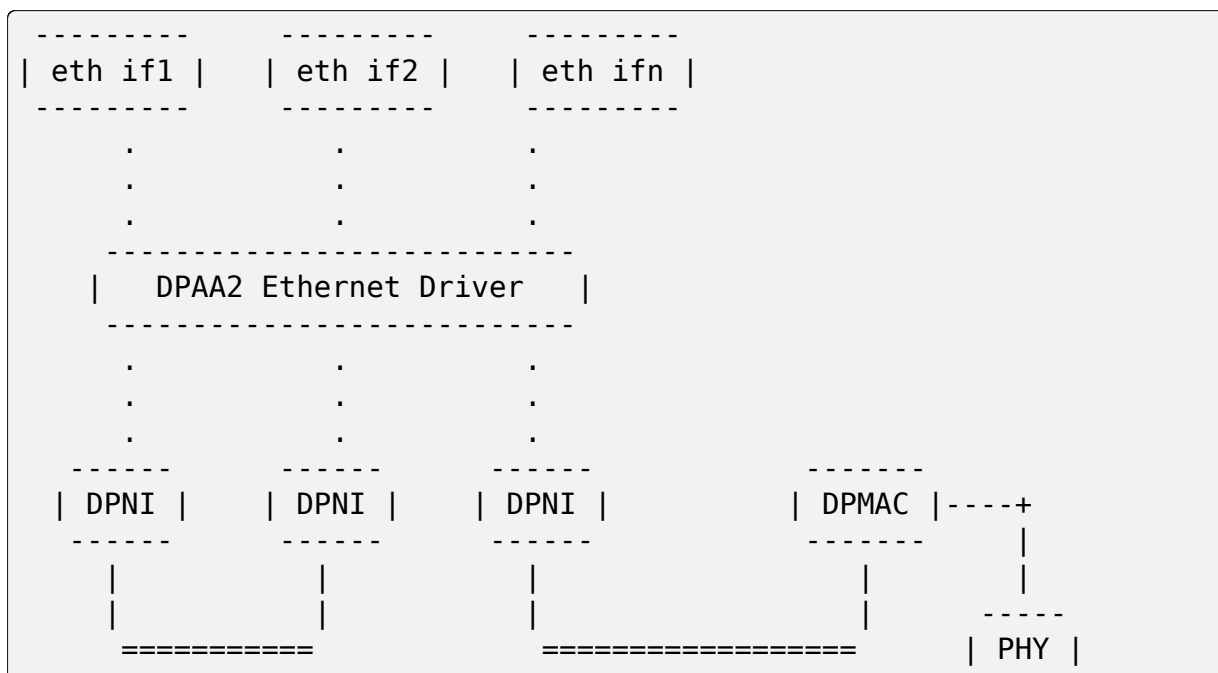 ---------     ---------     ---------
| eth if1 |   | eth if2 |   | eth ifn |
 ---------     ---------     ---------
      .           .          .
      .           .          .
      .           .          .
     ---------------------------
    |   DPAA2 Ethernet Driver   |
     ---------------------------
      .           .          .
      .           .          .
      .           .          .
   ------      ------      ------            -------
  | DPNI |    | DPNI |    | DPNI |          | DPMAC |----+
   ------      ------      ------            -------     |
     |           |           |                  |        |
     |           |           |                  |      -----
      ===========             ==================      | PHY |